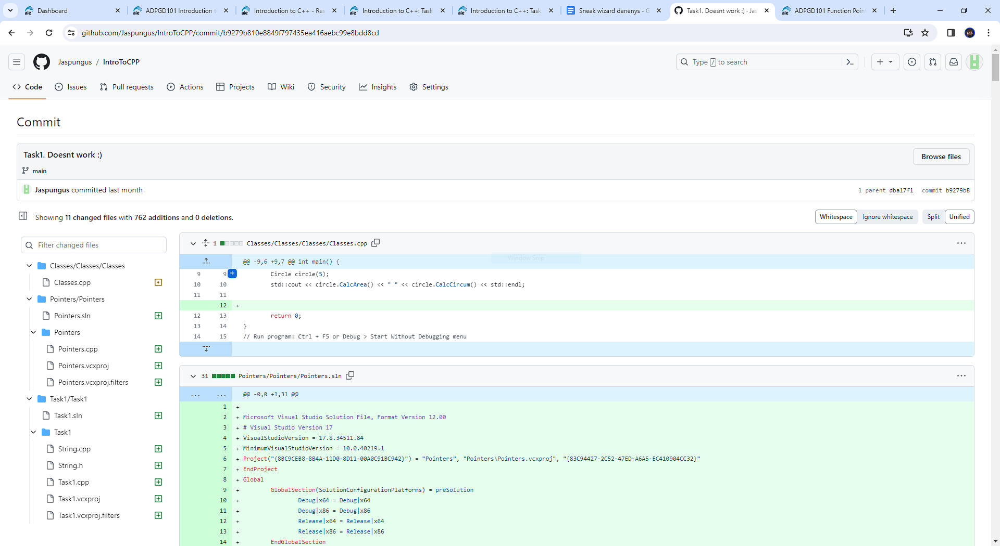 Dashboard
ADPGD101 Introduction t
Introduction to C++ - Res
Introduction to C++: Task
Introduction to C++: Task
Sneak wizard denenys - G
Task1. Doesnt work :) · Jas
ADPGD101 Function Poin
github.com/Jaspungus/IntroToCPP/commit/b9279b810e8849f797435ea416aebc99e8bdd8cd
Jaspungus / IntroToCPP
Type / to search
Code
Issues
Pull requests
Actions
Projects
Wiki
Security
Insights
Settings
Commit
Task1. Doesnt work :)
Browse files
main
Jaspungus committed last month
1 parent dba17f1 commit b9279b8
Showing 11 changed files with 762 additions and 0 deletions.
Whitespace Ignore whitespace
Split Unified
Filter changed files
Classes/Classes/Classes
Classes.cpp
Pointers/Pointers
Pointers.sln
Pointers
Pointers.cpp
Pointers.vcxproj
Pointers.vcxproj.filters
Task1/Task1
Task1.sln
Task1
String.cpp
String.h
Task1.cpp
Task1.vcxproj
Task1.vcxproj.filters
1 Classes/Classes/Classes/Classes.cpp
Window Snip
@@ -9,6 +9,7 @@ int main() {
9 9 Circle circle(5);
10 10 std::cout << circle.CalcArea() << " " << circle.CalcCircum() << std::endl;
11 11
12 +
12 13 return 0;
13 14 }
14 15 // Run program: Ctrl + F5 or Debug > Start Without Debugging menu
31 Pointers/Pointers/Pointers.sln
... ... @@ -0,0 +1,31 @@
1 +
2 + Microsoft Visual Studio Solution File, Format Version 12.00
3 + # Visual Studio Version 17
4 + VisualStudioVersion = 17.8.34511.84
5 + MinimumVisualStudioVersion = 10.0.40219.1
6 + Project("{8BC9CEB8-8B4A-11D0-8D11-00A0C91BC942}") = "Pointers", "Pointers\Pointers.vcxproj", "{83C94427-2C52-47ED-A6A5-EC410904CC32}"
7 + EndProject
8 + Global
9 + GlobalSection(SolutionConfigurationPlatforms) = preSolution
10 + Debug|x64 = Debug|x64
11 + Debug|x86 = Debug|x86
12 + Release|x64 = Release|x64
13 + Release|x86 = Release|x86
14 + EndGlobalSection